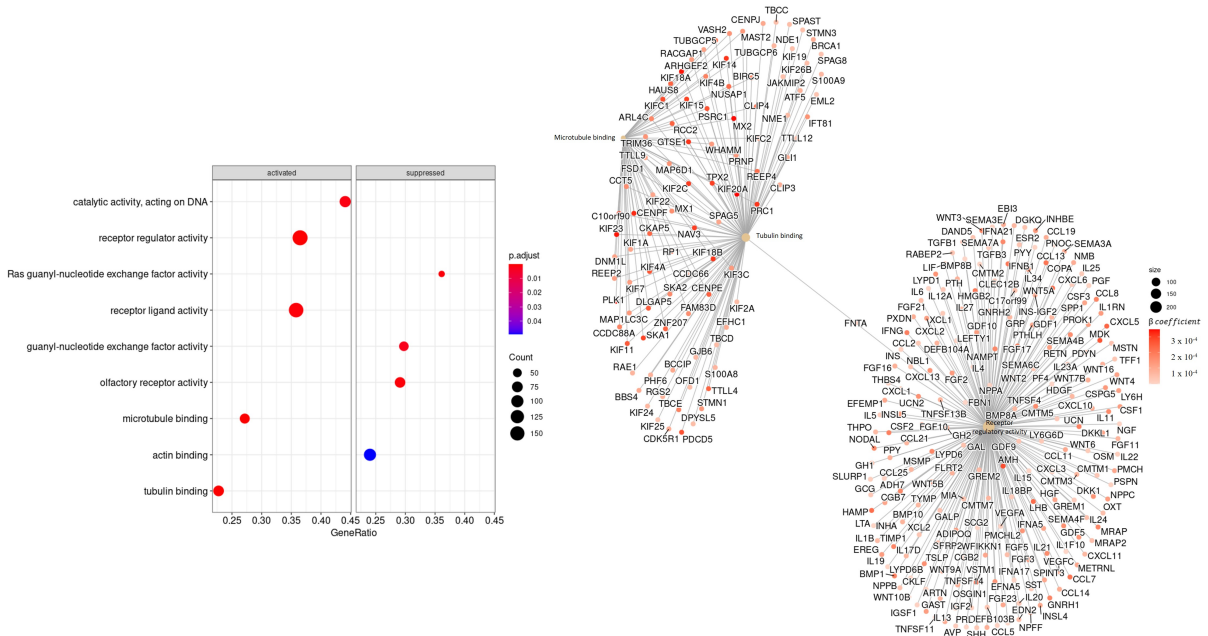 activated
suppressed
catalytic activity, acting on DNA
receptor regulator activity
Ras guanyl-nucleotide exchange factor activity
receptor ligand activity
guanyl-nucleotide exchange factor activity
olfactory receptor activity
microtubule binding
actin binding
tubulin binding
0.25 0.30 0.35 0.40 0.45
0.25 0.30 0.35 0.40 0.45
GeneRatio
p.adjust
0.01
0.02
0.03
0.04
Count
50
75
100
125
150
TBCC
CENPJ SPAST
VASH2 STMN3
MAST2 NDE1
TUBGCP5 BRCA1
RACGAP1 TUBGCP6 KIF19 SPAG8
ARHGEF2 KIF14 KIF26B
KIF18A BIRC5 S100A9
KIF4B JAKMIP2
HAUS8 NUSAP1 ATF5
KIFC1 KIF15 CLIP4 EML2
ARL4C PSRC1 NME1 IFT81
RCC2 MX2
Microtubule binding KIFC2 TTLL12
TRIM36 GTSE1
TTLL9 WHAMM GLI1
FSD1 MAP6D1 PRNP
CCT5 TPX2 REEP4
KIF2C KIF20A CLIP3
KIF22
C10orf90 CENPF MX1 PRC1
SPAG5
KIF23 CKAP5 NAV3 Tubulin binding
KIF1A RP1 KIF18B
DNM1L KIF4A
REEP2 CCDC66 KIF3C
KIF7 SKA2 CENPE
PLK1 DLGAP5 FAM83D KIF2A
MAP1LC3C ZNF207 EFHC1
CCDC88A SKA1 TBCD
KIF11 GJB6
RAE1 BCCIP S100A8
PHF6 OFD1
BBS4 RGS2 TTLL4
TBCE STMN1
KIF24 DPYSL5
KIF25
CDK5R1 PDCD5
FNTA
EBI3
WNT3 SEMA3E DGKQ INHBE
DAND5 IFNA21 CCL19
TGFB1 SEMA7A ESR2 PNOC SEMA3A
RABEP2 TGFB3 PYY CCL13 NMB
LIF BMP8B IFNB1 COPA IL25
LYPD1 CMTM2 IL34 CXCL6 PGF
PTH CLEC12B
IL6 HMGB2 WNT5A CCL8
IL12A C17orf99 CSF3
FGF21 IL27 INS-IGF2 SPP1 IL1RN
PXDN CXCL1 GNRH2 PROK1 CXCL5
GDF10 GRP GDF1
IFNG CXCL2 PTHLH MDK
CCL2 LEFTY1 SEMA4B
DEFB104A FGF17 RETN PDYN MSTN
INS NBL1 NAMPT TFF1
FGF16 IL4 SEMA6C IL23A WNT16
THBS4 CXCL13 FGF2 WNT2 PF4 WNT7B WNT4
NPPA
CXCL1 HDGF CSPG5
EFEMP1 UCN2 FBN1 TNFSF4 CXCL10 LY6H
IL5 INSL5 TNFSF13B BMP8A CMTM5 CSF1
UCN IL11
THPO CSF2 FGF10 Receptor NGF
regulatory activity
NODAL CCL21 GH2 LY6G6D DKKL1
PPY GAL GDF9 WNT6 FGF11
LYPD6 OSM IL22
GH1 MSMP AMH CCL11
SLURP1 FLRT2 CXCL3 CMTM1 PMCH
CCL25 GREM2 IL15
GCG ADH7 CMTM3 PSPN
WNT5B IL18BP DKK1
CGB7 MIA HGF NPPC
HAMP TYMP CMTM7 LHB GREM1
BMP10 VEGFA OXT
LTA INHA GALP SEMA4F IL24
SCG2 IFNA5
IL1B TIMP1 XCL2 GDF5 MRAP
ADIPOQ PMCHL2
EREG IL17D SFRP2 WFIKKN1 FGF5 IL21 IL1F10 MRAP2
IL19 TSLP CGB2 FGF3 CXCL11
LYPD6B WNT9A VSTM1 VEGFC METRNL
BMP1 IFNA17 SPINT3 CCL7
CKLF TNFSF14 EFNA5 SST
NPPB ARTN OSGIN1 CCL14
WNT10B FGF23 IL20 GNRH1
IGSF1 GAST IGF2 EDN2
IL13 DEFB103B INSL4
TNFSF11 NPFF
AVP SHH CCL5
size
100
150
200
β coefficient
3 x 10⁻⁴
2 x 10⁻⁴
1 x 10⁻⁴